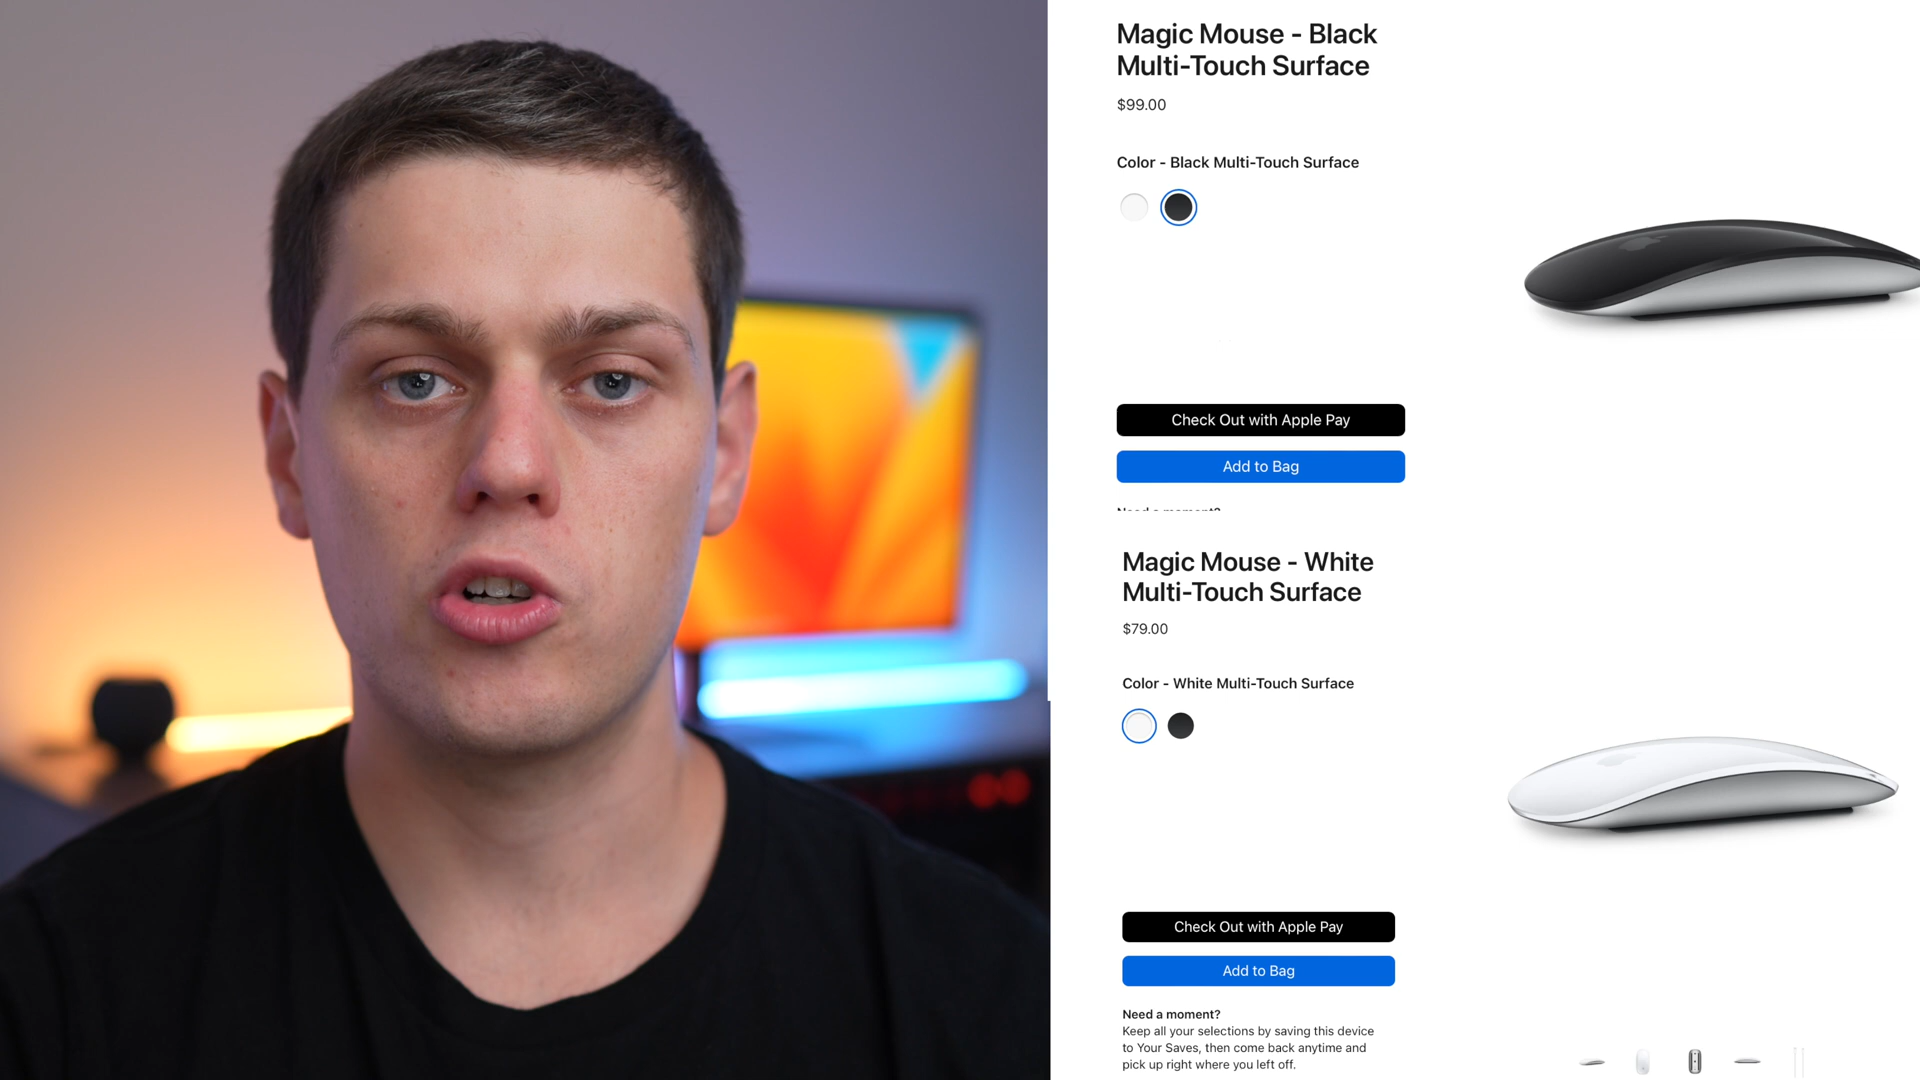 Magic Mouse - Black
Multi-Touch Surface
$99.00
Color - Black Multi-Touch Surface
Check Out with Apple Pay
Add to Bag
Need a moment?
Magic Mouse - White
Multi-Touch Surface
$79.00
Color - White Multi-Touch Surface
Check Out with Apple Pay
Add to Bag
Need a moment?
Keep all your selections by saving this device
to Your Saves, then come back anytime and
pick up right where you left off.